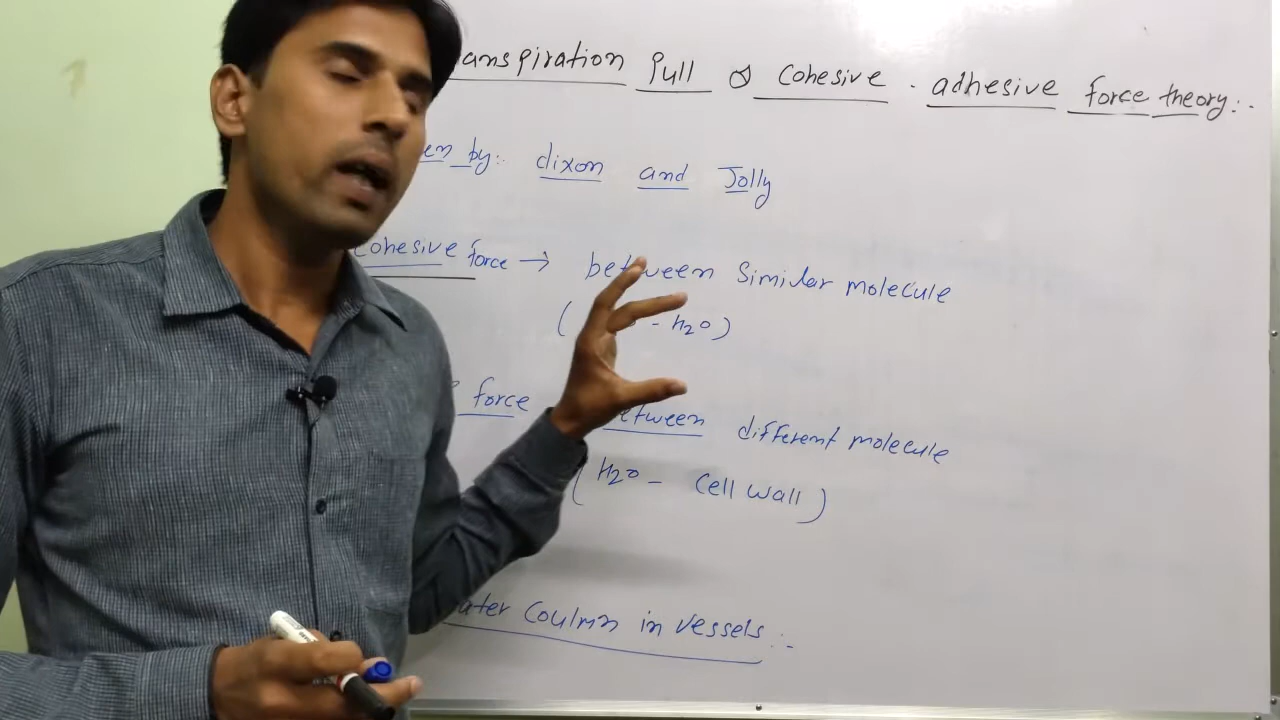 anspiration Pull or Cohesive - adhesive force theory:-
en by:- dixon and Jolly
Cohesive force → between Similar molecule
( - H2O )
force between different molecule
( H2O - Cell wall )
ater Coulmn in vessels :-